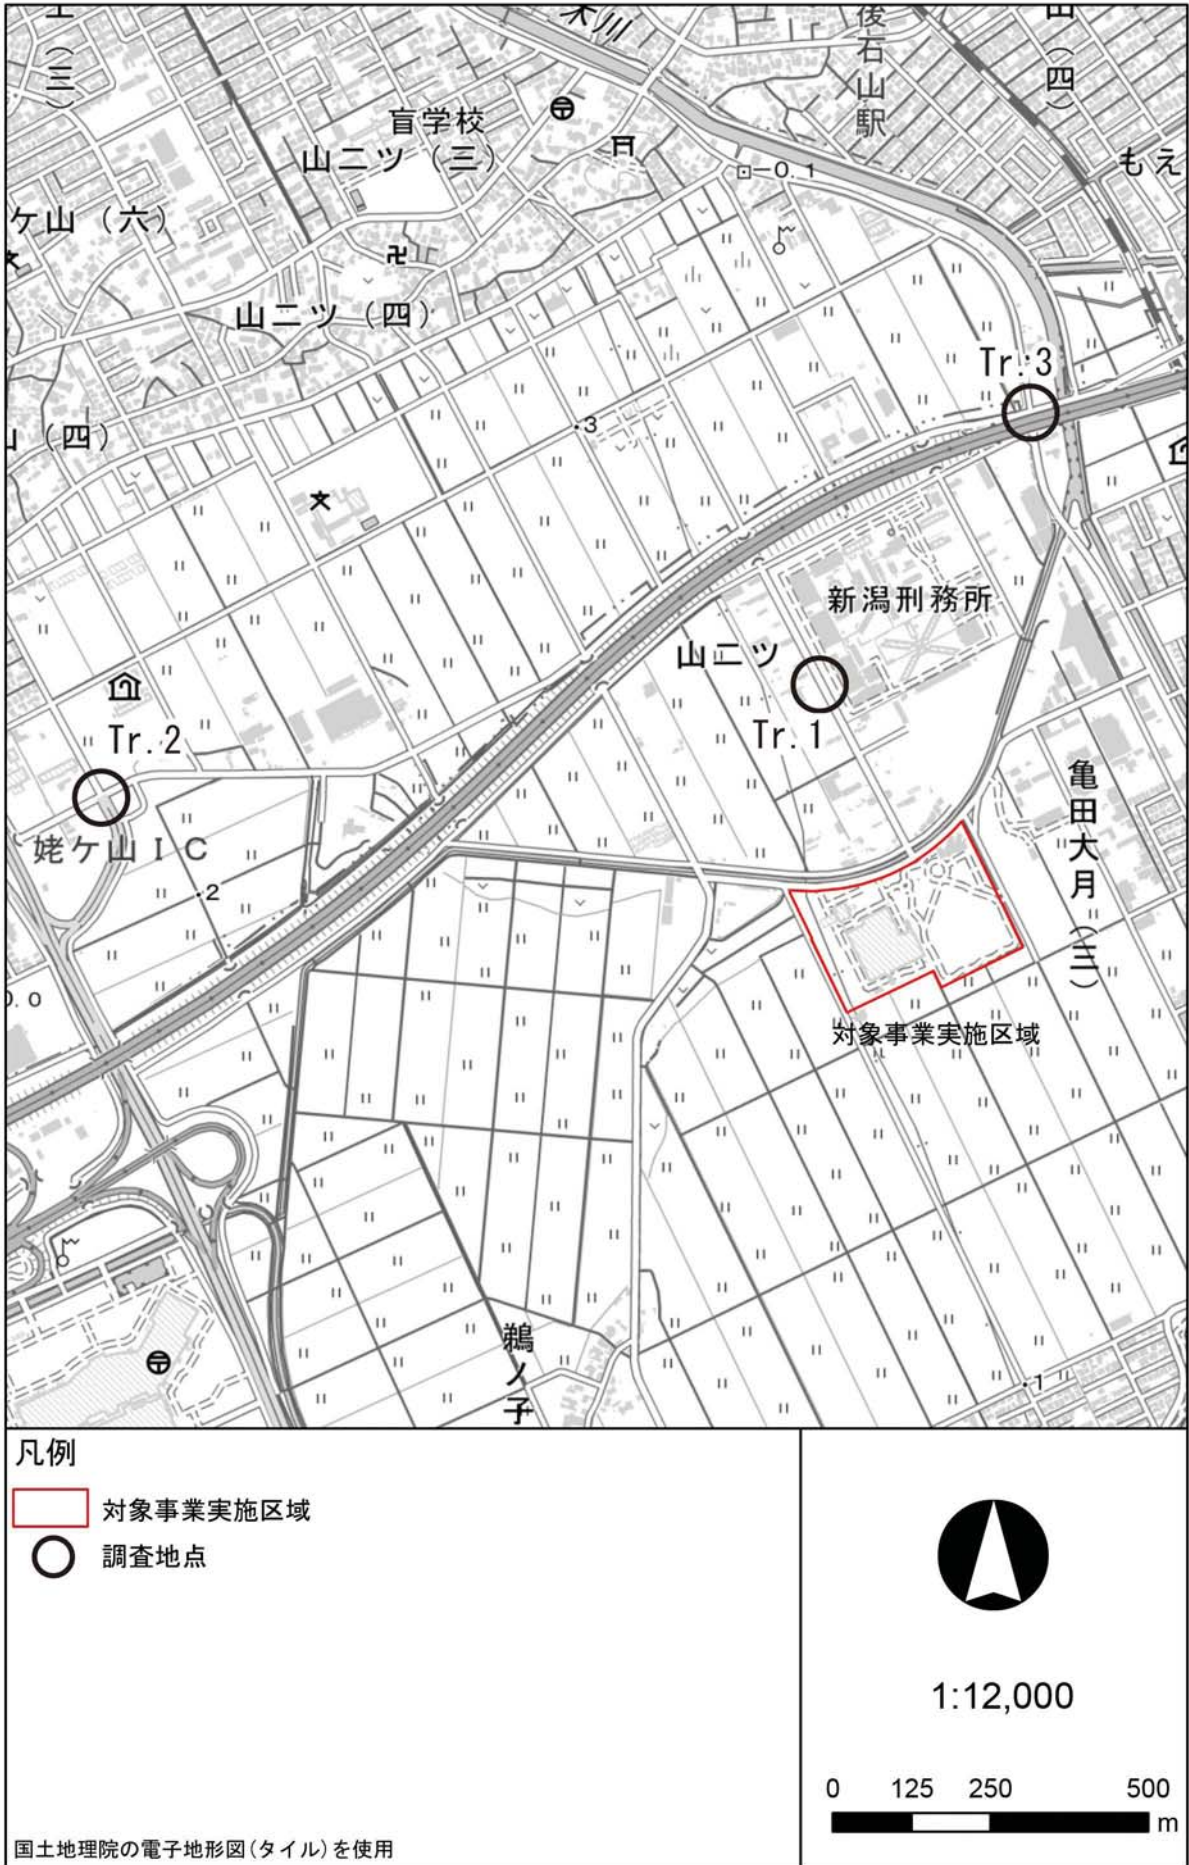 木川
後石山駅
（三）
（四）
盲学校
山二ツ（三）
-0.1
もえ
ケ山（六）
山二ツ（四）
Tr.3
（四）
.3
新潟刑務所
山二ツ
Tr.2
Tr.1
亀田大月（三）
姥ケ山ＩＣ
.2
0.0
対象事業実施区域
鵜ノ子
.1
凡例
対象事業実施区域
調査地点
1:12,000
0 125 250 500
m
国土地理院の電子地形図(タイル)を使用